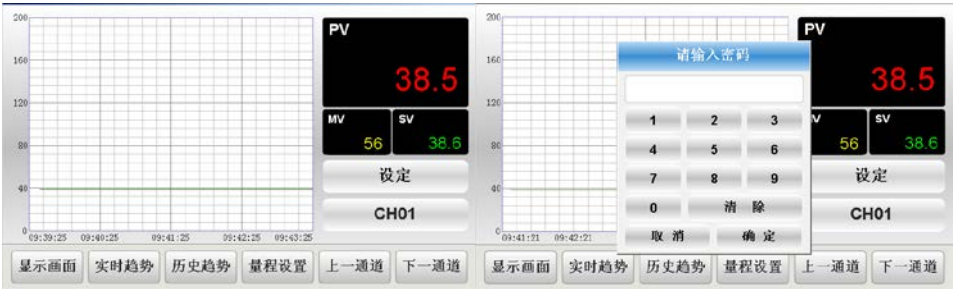 200
160
120
80
40
0
09:39:25 09:40:25 09:41:25 09:42:25 09:43:25
PV
38.5
MV
56
SV
38.6
设定
CH01
显示画面 实时趋势 历史趋势 量程设置 上一通道 下一通道
200
160
120
80
40
0
09:41:21 09:42:21
请输入密码
1 2 3
4 5 6
7 8 9
0 清 除
取 消 确 定
PV
38.5
V
56
SV
38.6
设定
CH01
显示画面 实时趋势 历史趋势 量程设置 上一通道 下一通道